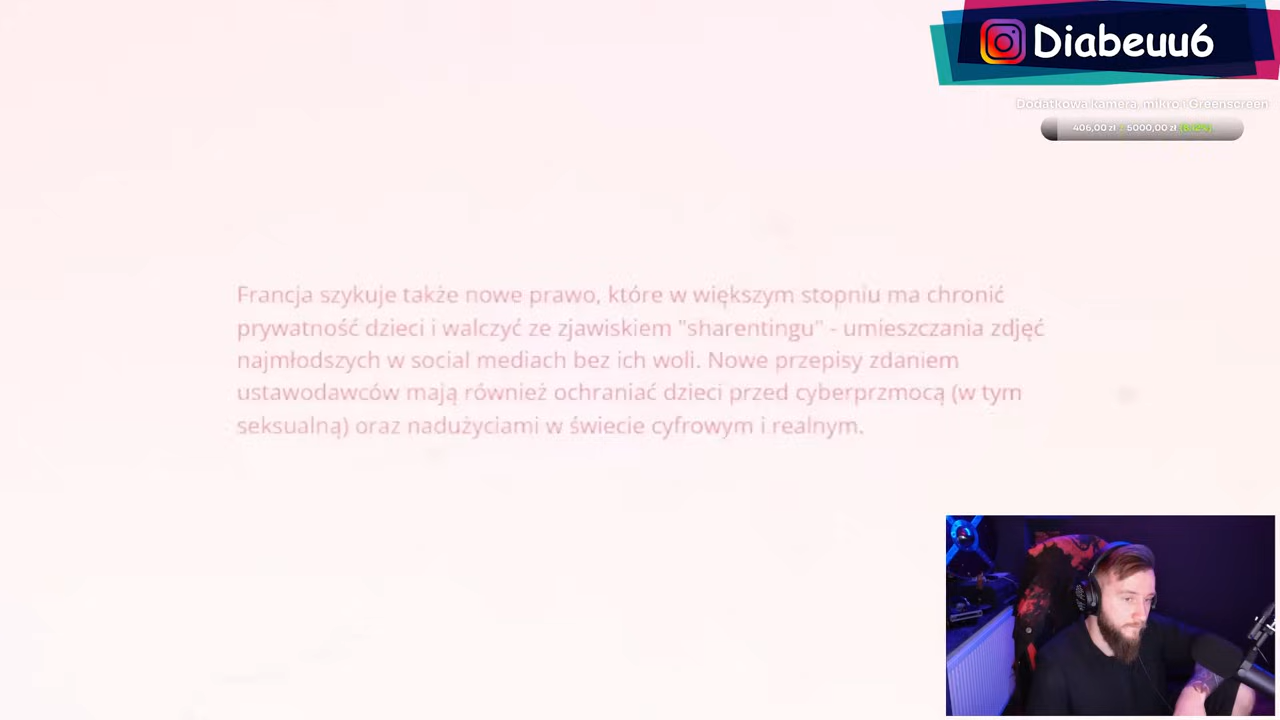 Diabeuu6
Dodatkowa kamera, mikro i Greenscreen
406,00 zł / 5000,00 zł (8.12%)
Francja szykuje także nowe prawo, które w większym stopniu ma chronić
prywatność dzieci i walczyć ze zjawiskiem "sharentingu" - umieszczania zdjęć
najmłodszych w social mediach bez ich woli. Nowe przepisy zdaniem
ustawodawców mają również ochraniać dzieci przed cyberprzmocą (w tym
seksualną) oraz nadużyciami w świecie cyfrowym i realnym.